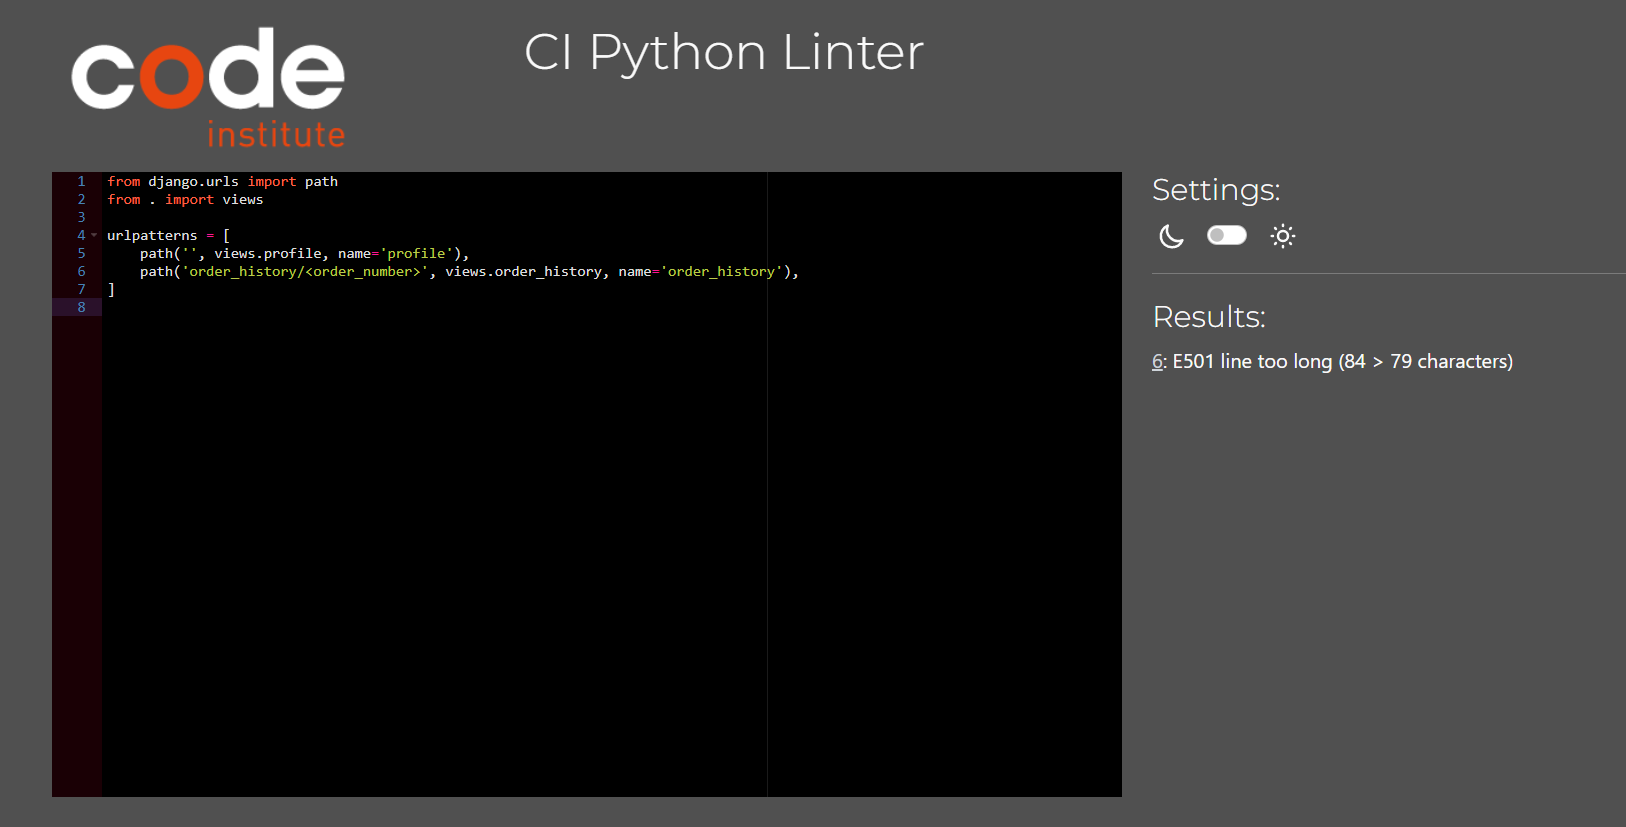 code
institute
CI Python Linter
1 from django.urls import path
2 from . import views
3
4 urlpatterns = [
5     path('', views.profile, name='profile'),
6     path('order_history/<order_number>', views.order_history, name='order_history'),
7 ]
8
Settings:
Results:
6: E501 line too long (84 > 79 characters)